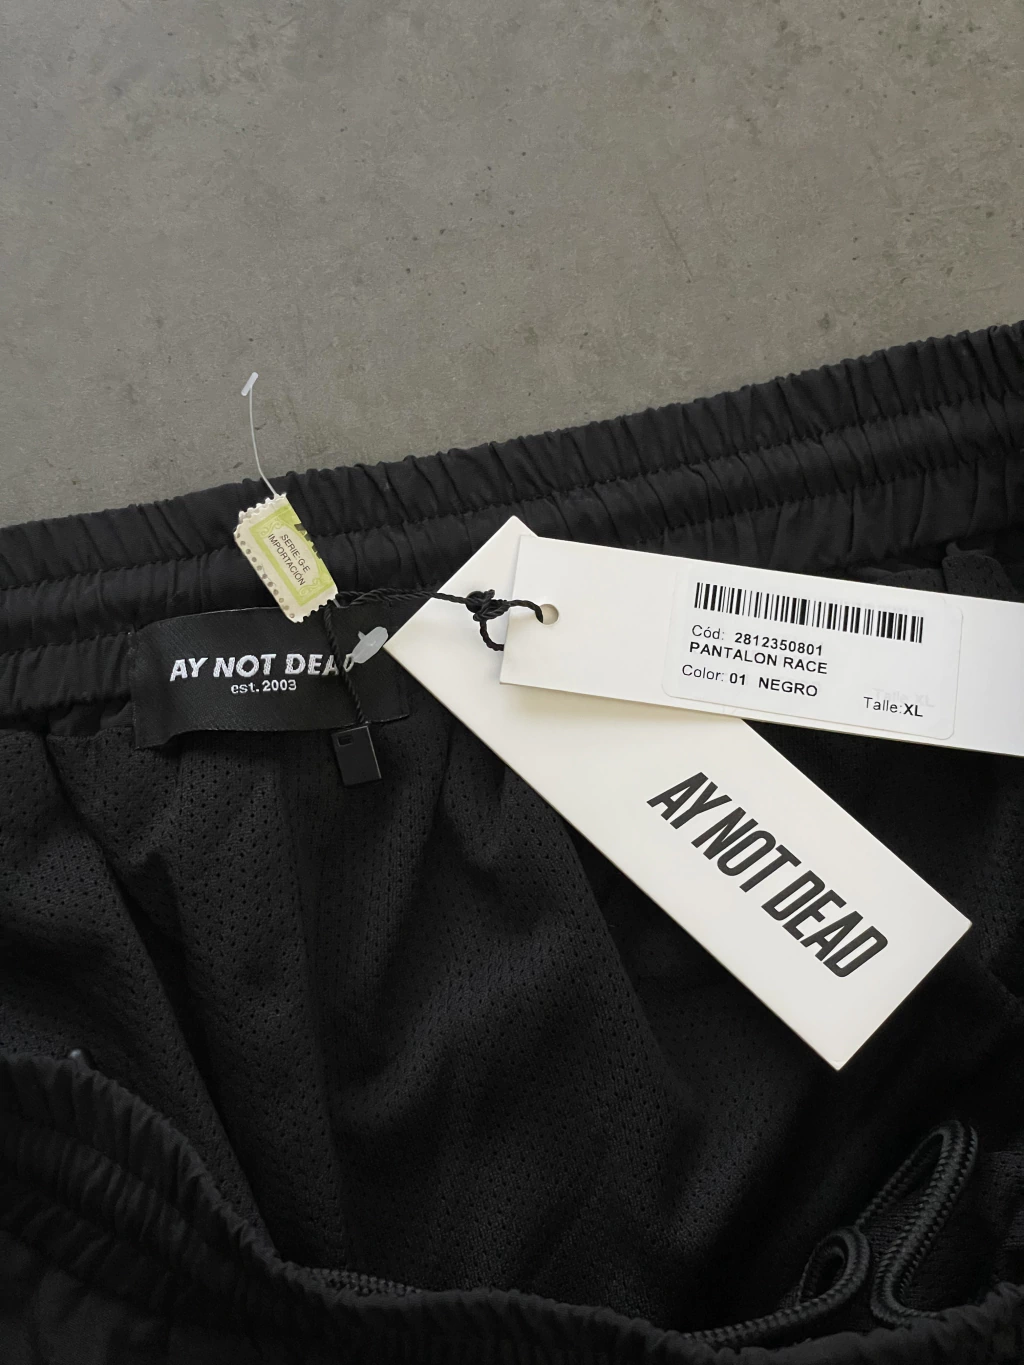 SERIE-G-E
IMPORTACIÓN
AY NOT DEAD
est. 2003
Cód: 2812350801
PANTALON RACE
Color: 01 NEGRO
Talle:XL
AY NOT DEAD